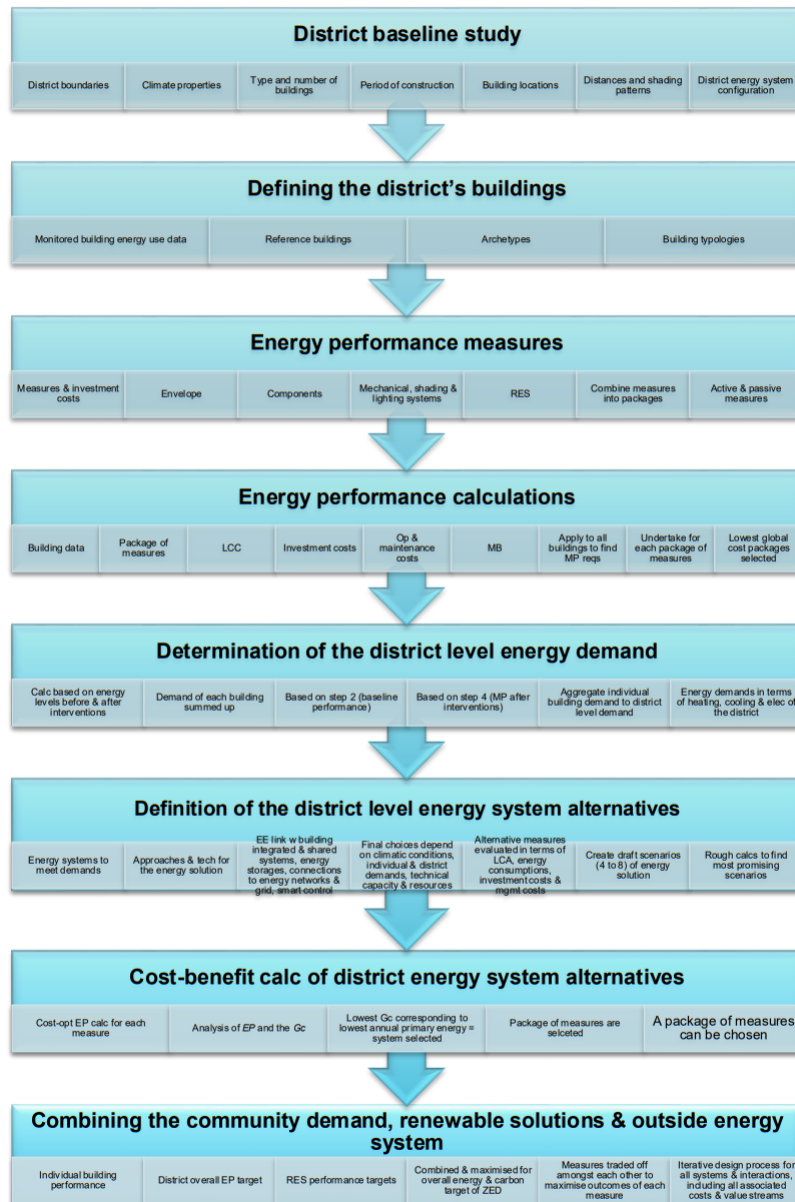 District baseline study
District boundaries
Climate properties
Type and number of
buildings
Period of construction
Building locations
Distances and shading
patterns
District energy system
configuration
Defining the district's buildings
Monitored building energy use data
Reference buildings
Archetypes
Building typologies
Energy performance measures
Measures & investment
costs
Envelope
Components
Mechanical, shading &
lighting systems
RES
Combine measures
into packages
Active & passive
measures
Energy performance calculations
Building data
Package of
measures
LCC
Investment costs
Op &
maintenance
costs
MB
Apply to all
buildings to find
MP reqs
Undertake for
each package of
measures
Lowest global
cost packages
selected
Determination of the district level energy demand
Calc based on energy
levels before & after
interventions
Demand of each building
summed up
Based on step 2 (baseline
performance)
Based on step 4 (MP after
interventions)
Aggregate individual
building demand to district
level demand
Energy demands in terms
of heating, cooling & elec of
the district
Definition of the district level energy system alternatives
Energy systems to
meet demands
Approaches & tech for
the energy solution
EE link w building
integrated & shared
systems, energy
storages, connections
to energy networks &
grid, smart control
Final choices depend
on climatic conditions,
individual & district
demands, technical
capacity & resources
Alternative measures
evaluated in terms of
LCA, energy
consumptions,
investment costs &
mgmt costs
Create draft scenarios
(4 to 8) of energy
solution
Rough calcs to find
most promising
scenarios
Cost-benefit calc of district energy system alternatives
Cost-opt EP calc for each
measure
Analysis of EP and the Gc
Lowest Gc corresponding to
lowest annual primary energy =
system selected
Package of measures are
selceted
A package of measures
can be chosen
Combining the community demand, renewable solutions & outside energy
system
Individual building
performance
District overall EP target
RES performance targets
Combined & maximised for
overall energy & carbon
target of ZED
Measures traded off
amongst each other to
maximise outcomes of each
measure
Iterative design process for
all systems & interactions,
including all associated
costs & value streams